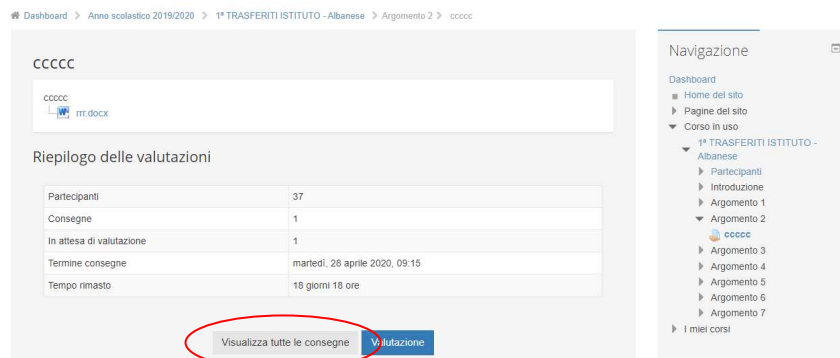 Dashboard > Anno scolastico 2019/2020 > 1ª TRASFERITI ISTITUTO - Albanese > Argomento 2 > ccccc
ccccc
ccccc
rrr.docx
Riepilogo delle valutazioni
Partecipanti 37
Consegne 1
In attesa di valutazione 1
Termine consegne martedì, 28 aprile 2020, 09:15
Tempo rimasto 18 giorni 18 ore
Visualizza tutte le consegne Valutazione
Navigazione
Dashboard
Home del sito
Pagine del sito
Corso in uso
1ª TRASFERITI ISTITUTO -
Albanese
Partecipanti
Introduzione
Argomento 1
Argomento 2
ccccc
Argomento 3
Argomento 4
Argomento 5
Argomento 6
Argomento 7
I miei corsi